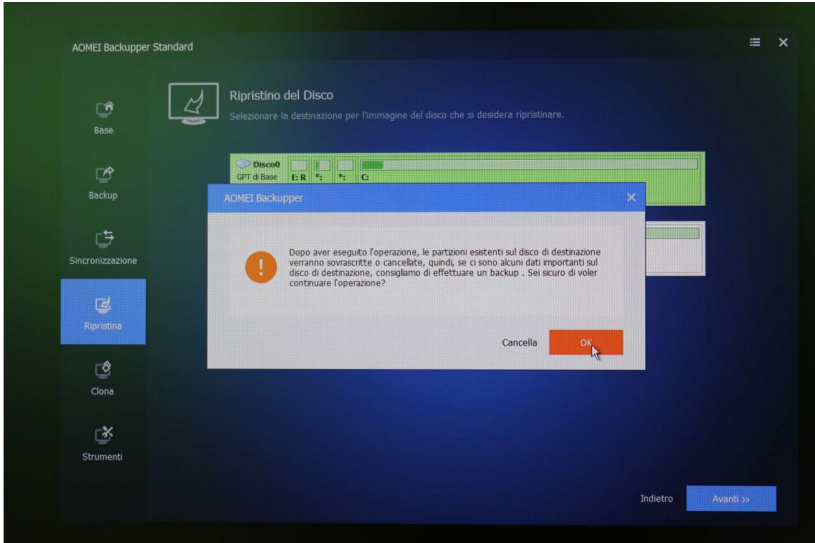 AOMEI Backupper Standard
Base
Backup
Sincronizzazione
Ripristina
Clona
Strumenti
Ripristino del Disco
Selezionare la destinazione per l'immagine del disco che si desidera ripristinare.
Disco0
GPT di Base
E: R
*:
*:
C:
AOMEI Backupper
Dopo aver eseguito l'operazione, le partizioni esistenti sul disco di destinazione
verranno sovrascritte o cancellate, quindi, se ci sono alcuni dati importanti sul
disco di destinazione, consigliamo di effettuare un backup . Sei sicuro di voler
continuare l'operazione?
Cancella
OK
Indietro
Avanti >>